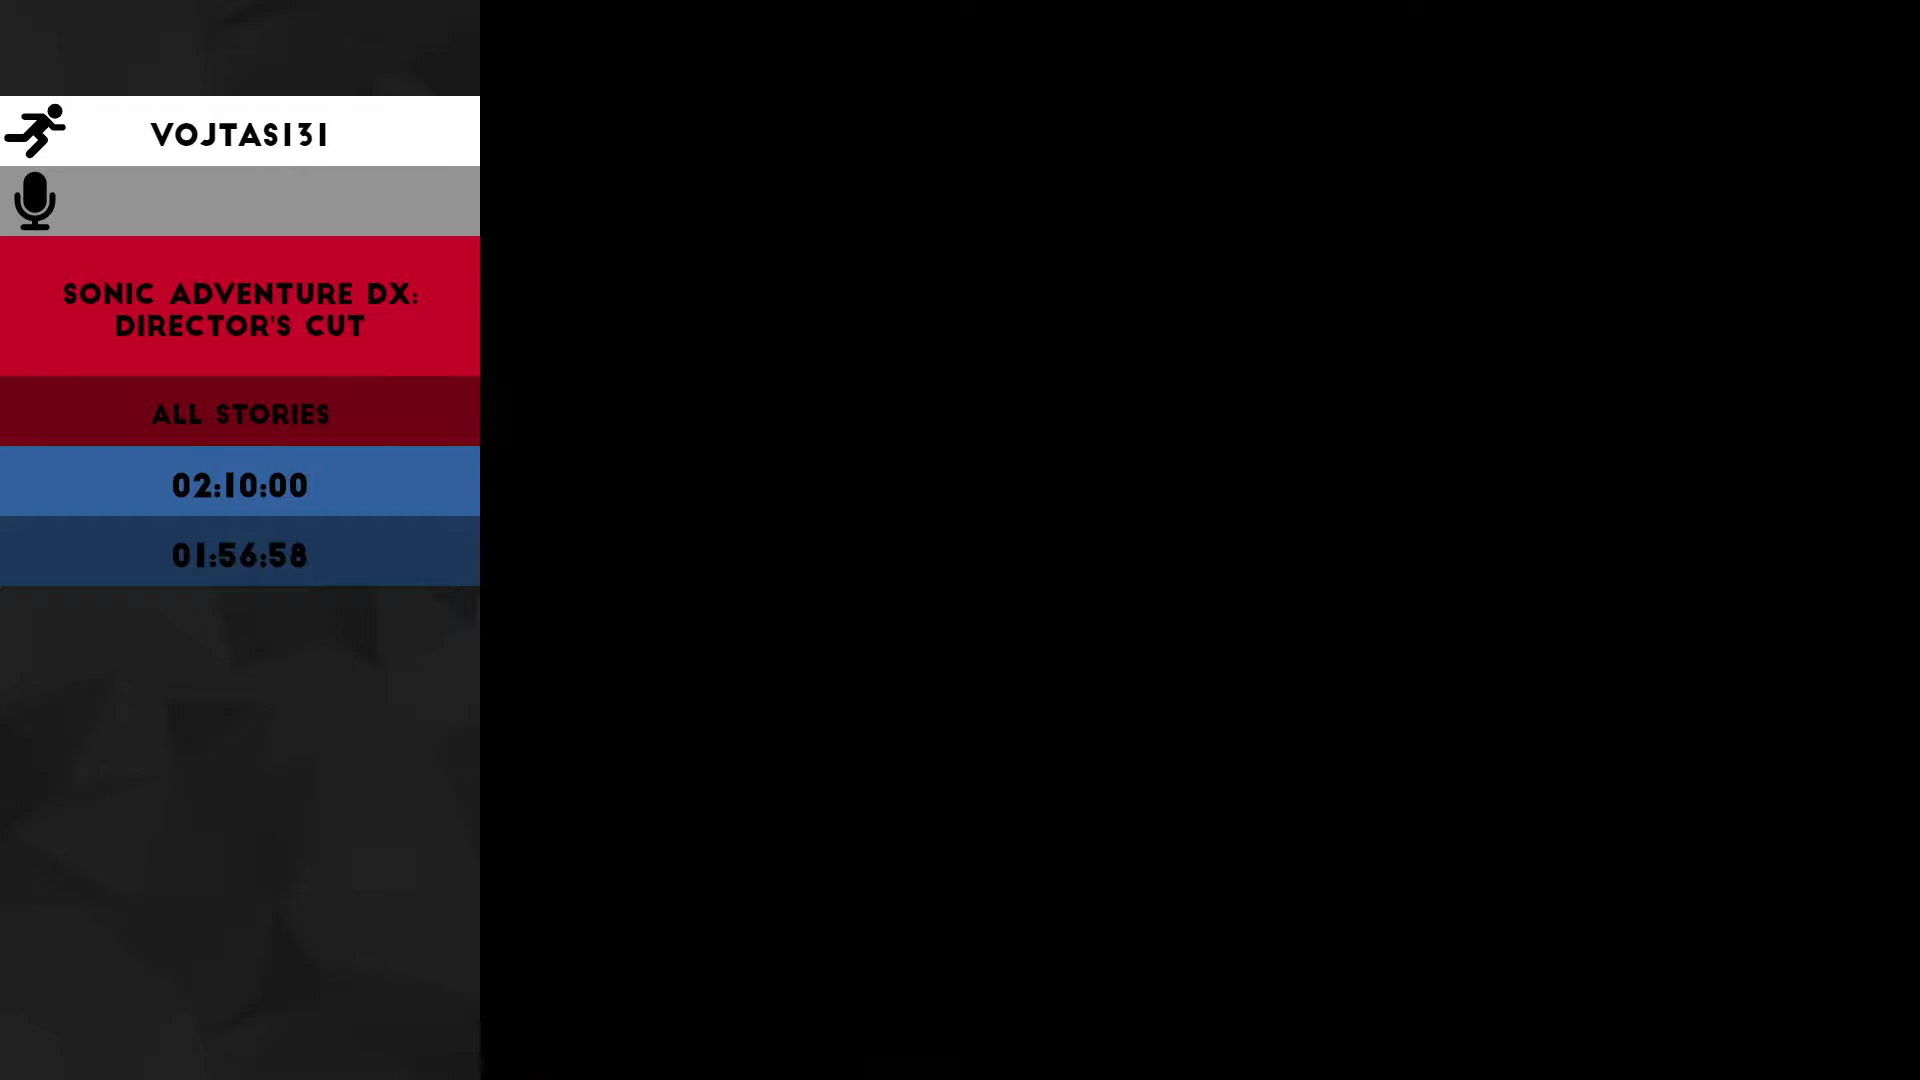 VOJTAS131
SONIC ADVENTURE DX:
DIRECTOR'S CUT
ALL STORIES
02:10:00
01:56:58